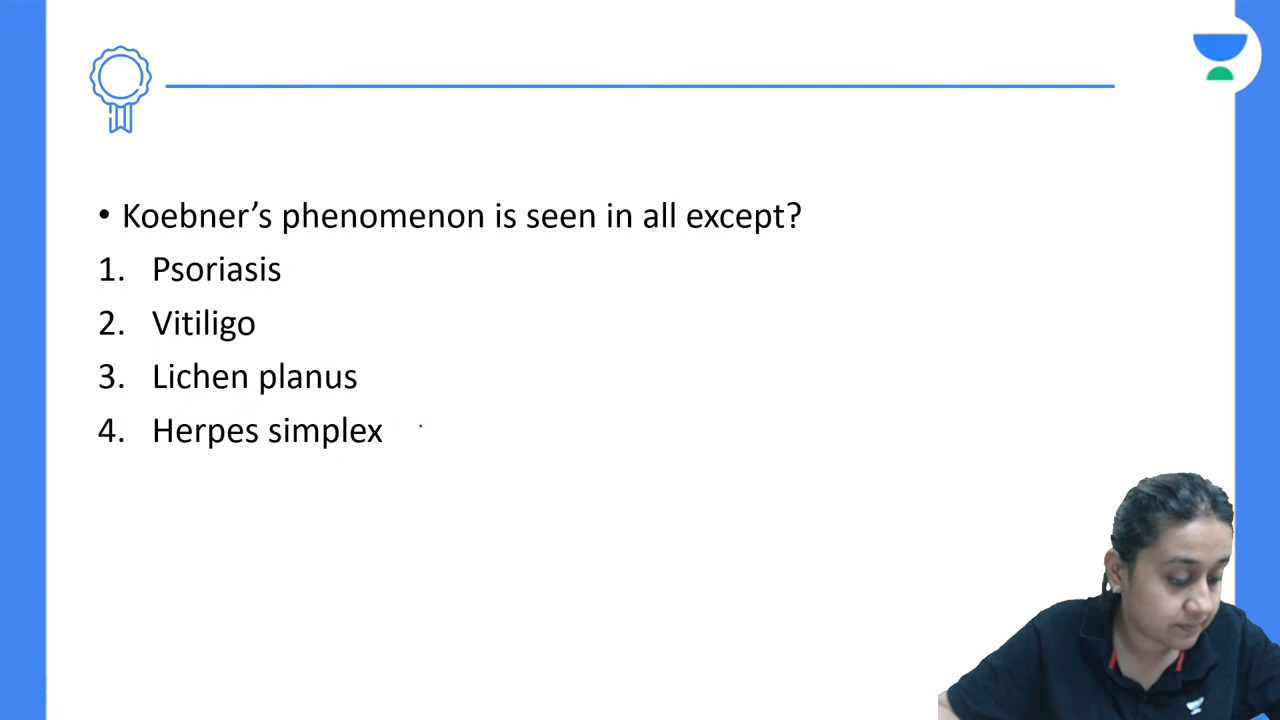 • Koebner’s phenomenon is seen in all except?
1. Psoriasis
2. Vitiligo
3. Lichen planus
4. Herpes simplex